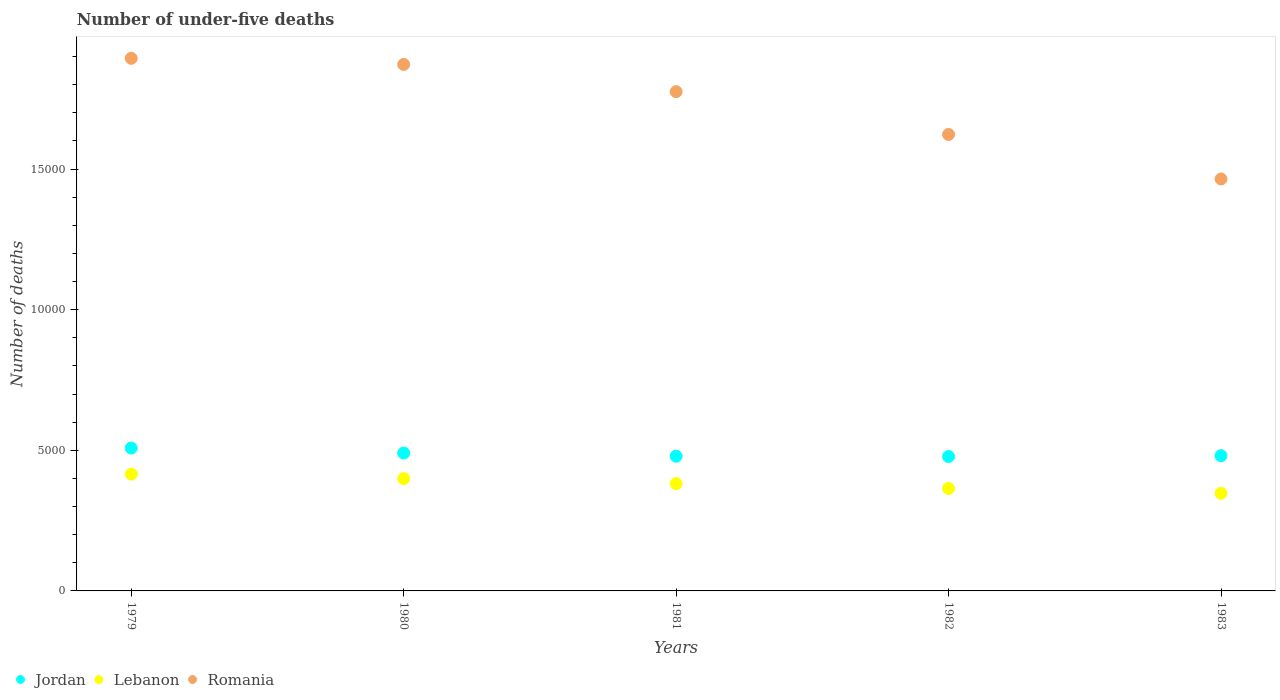 Number of under-five deaths
Number of deaths
15000
10000
5000
0
1979
1980
1981
1982
1983
Years
Jordan
Lebanon
Romania